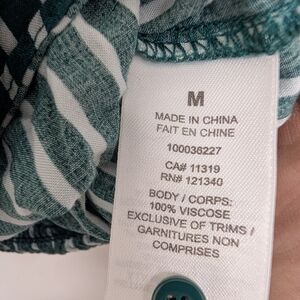 M
MADE IN CHINA
FAIT EN CHINE
100036227
CA# 11319
RN# 121340
BODY / CORPS:
100% VISCOSE
EXCLUSIVE OF TRIMS /
GARNITURES NON
COMPRISES